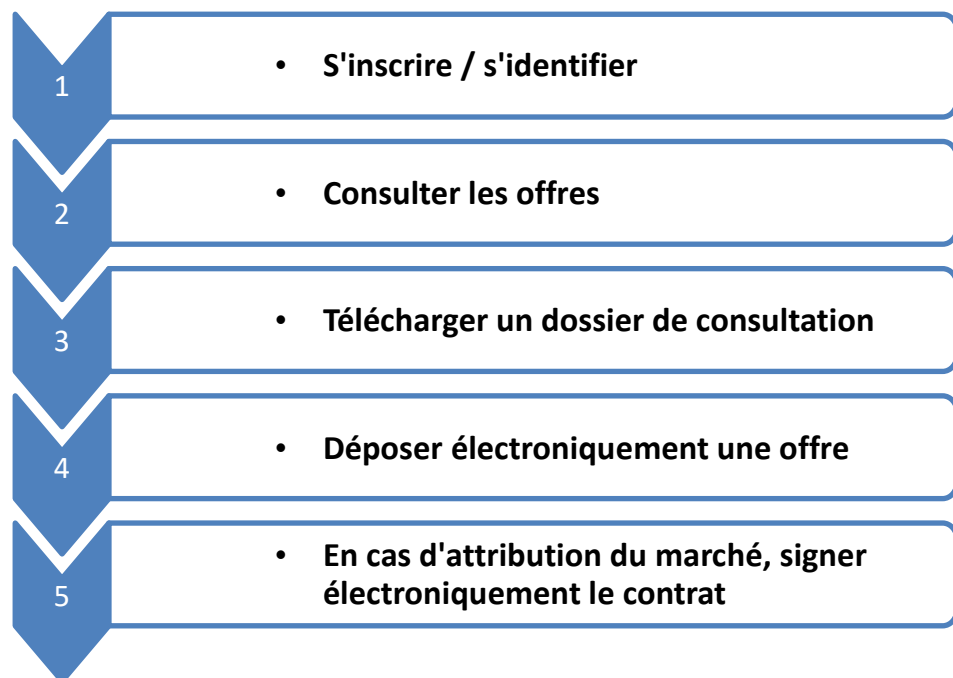 1
• S'inscrire / s'identifier
2
• Consulter les offres
3
• Télécharger un dossier de consultation
4
• Déposer électroniquement une offre
5
• En cas d'attribution du marché, signer
électroniquement le contrat